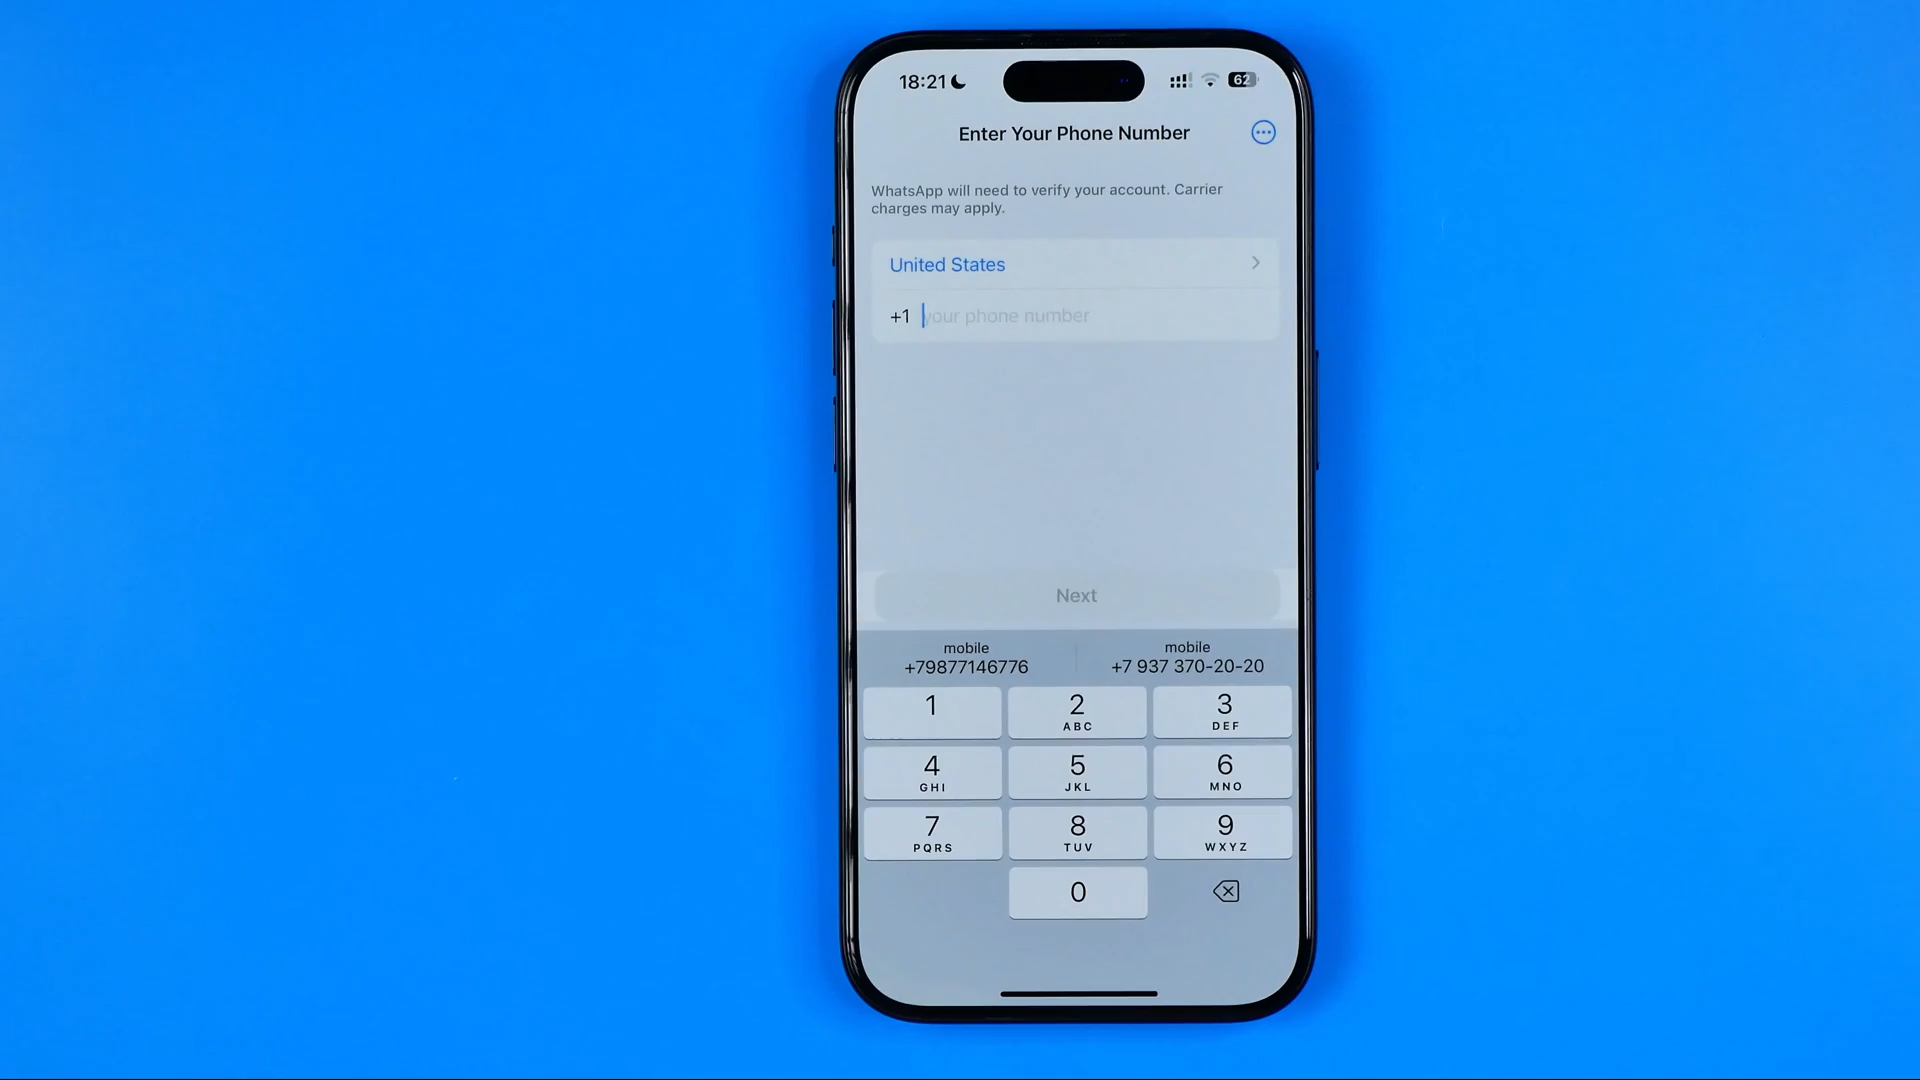 18:21
62
Enter Your Phone Number
WhatsApp will need to verify your account. Carrier
charges may apply.
United States
+1 your phone number
Next
mobile
+79877146776
mobile
+7 937 370-20-20
1
2
ABC
3
DEF
4
GHI
5
JKL
6
MNO
7
PQRS
8
TUV
9
WXYZ
0